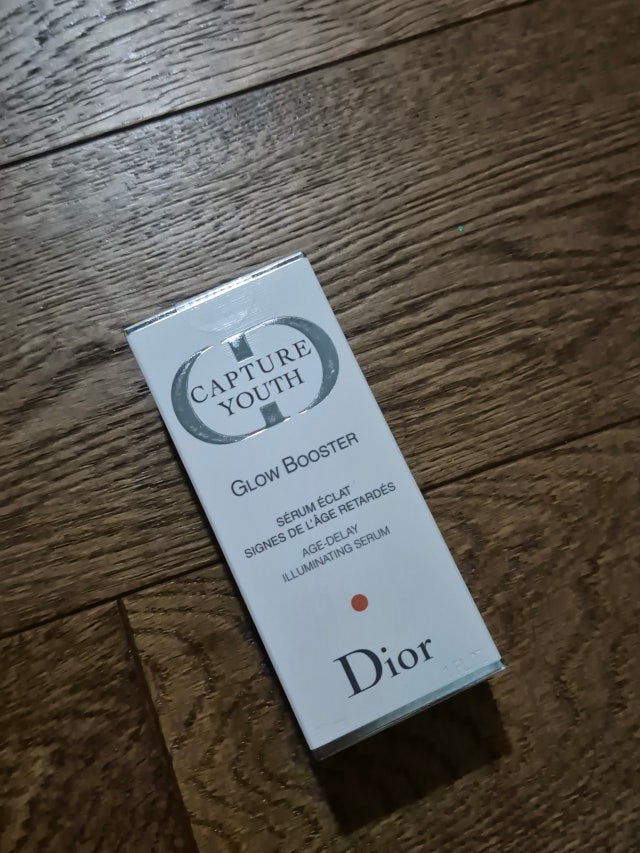 CAPTURE
YOUTH
GLOW BOOSTER
SÉRUM ÉCLAT
SIGNES DE L'ÂGE RETARDÉS
AGE-DELAY
ILLUMINATING SERUM
Dior